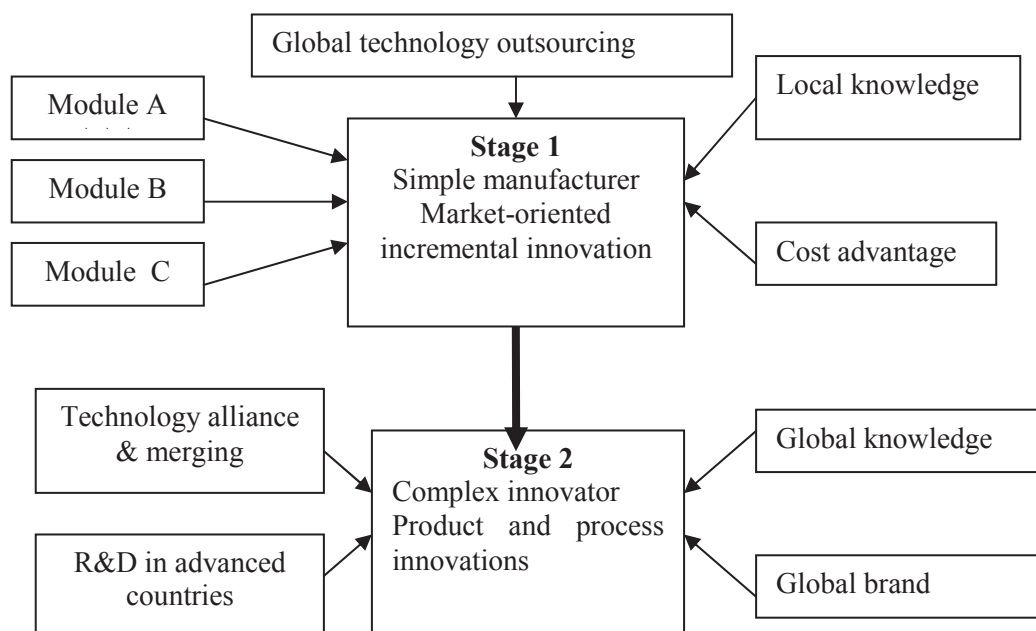 Global technology outsourcing
Module A
Module B
Module C
Stage 1
Simple manufacturer
Market-oriented
incremental innovation
Local knowledge
Cost advantage
Technology alliance
& merging
R&D in advanced
countries
Stage 2
Complex innovator
Product and process
innovations
Global knowledge
Global brand